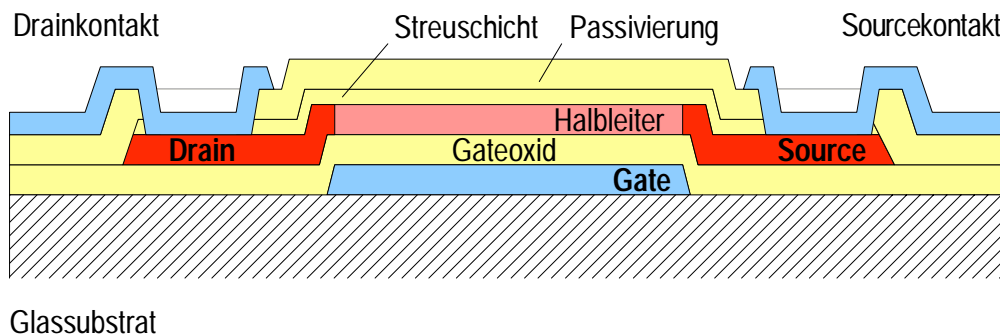 Drainkontakt
Streuschicht
Passivierung
Sourcekontakt
Halbleiter
Drain
Gateoxid
Source
Gate
Glassubstrat